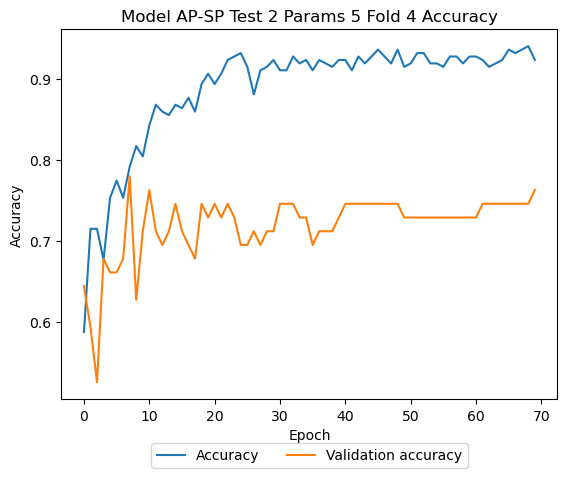 Model AP-SP Test 2 Params 5 Fold 4 Accuracy
0.9
0.8
0.7
0.6
Accuracy
0 10 20 30 40 50 60 70
Epoch
Accuracy Validation accuracy